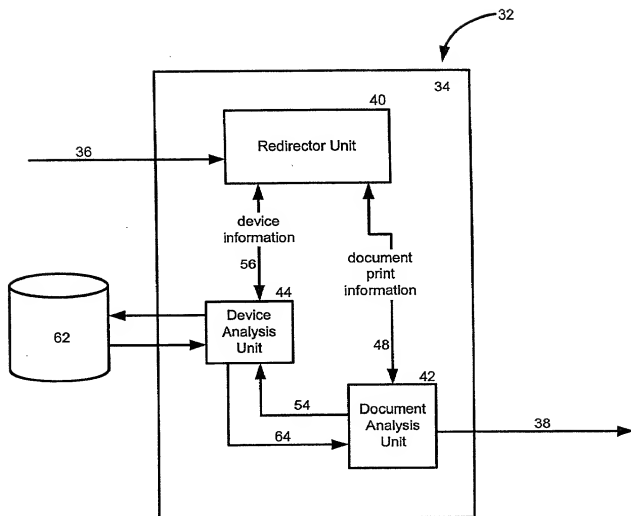 32
34
40
Redirector Unit
36
device
information
56
document
print
information
44
Device
Analysis
Unit
62
48
42
Document
Analysis
Unit
54
64
38